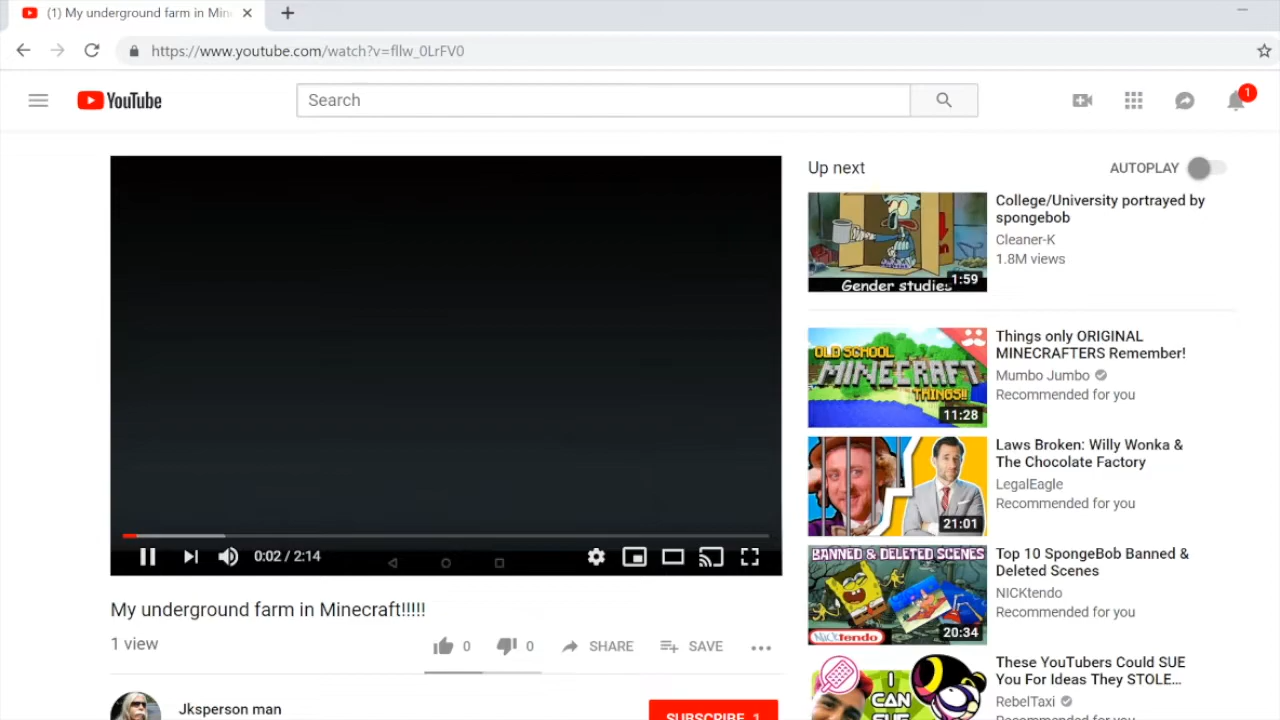 (1) My underground farm in Min
https://www.youtube.com/watch?v=fllw_0LrFV0
YouTube
Search
1
Up next
AUTOPLAY
College/University portrayed by
spongebob
Cleaner-K
1.8M views
Gender studies
1:59
OLD SCHOOL
MINECRAFT
THINGS!!
11:28
Things only ORIGINAL
MINECRAFTERS Remember!
Mumbo Jumbo
Recommended for you
21:01
Laws Broken: Willy Wonka &
The Chocolate Factory
LegalEagle
Recommended for you
BANNED & DELETED SCENES
NICKtendo
20:34
Top 10 SpongeBob Banned &
Deleted Scenes
NICKtendo
Recommended for you
I
CAN
SUE
These YouTubers Could SUE
You For Ideas They STOLE...
RebelTaxi
Recommended for you
0:02 / 2:14
My underground farm in Minecraft!!!!!
1 view
0
0
SHARE
SAVE
Jksperson man
SUBSCRIBE 1